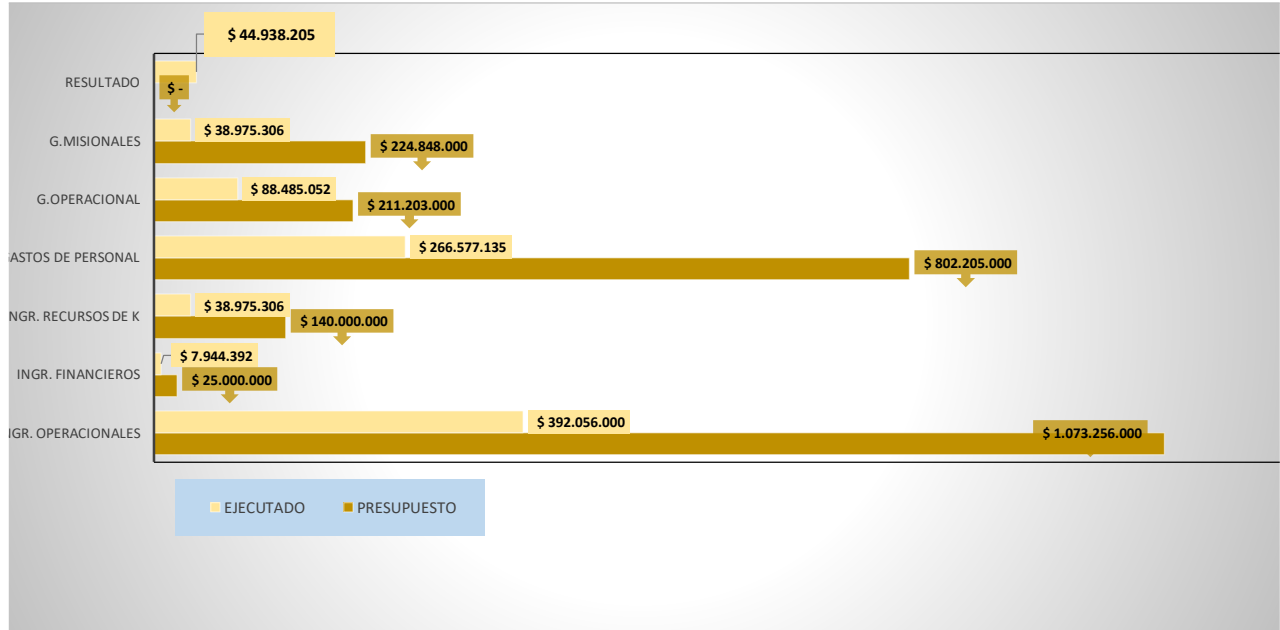 $ 44.938.205
RESULTADO
$ -
G.MISIONALES
$ 38.975.306
$ 224.848.000
G.OPERACIONAL
$ 88.485.052
$ 211.203.000
ASTOS DE PERSONAL
$ 266.577.135
$ 802.205.000
NGR. RECURSOS DE K
$ 38.975.306
$ 140.000.000
INGR. FINANCIEROS
$ 7.944.392
$ 25.000.000
GR. OPERACIONALES
$ 392.056.000
$ 1.073.256.000
EJECUTADO
PRESUPUESTO